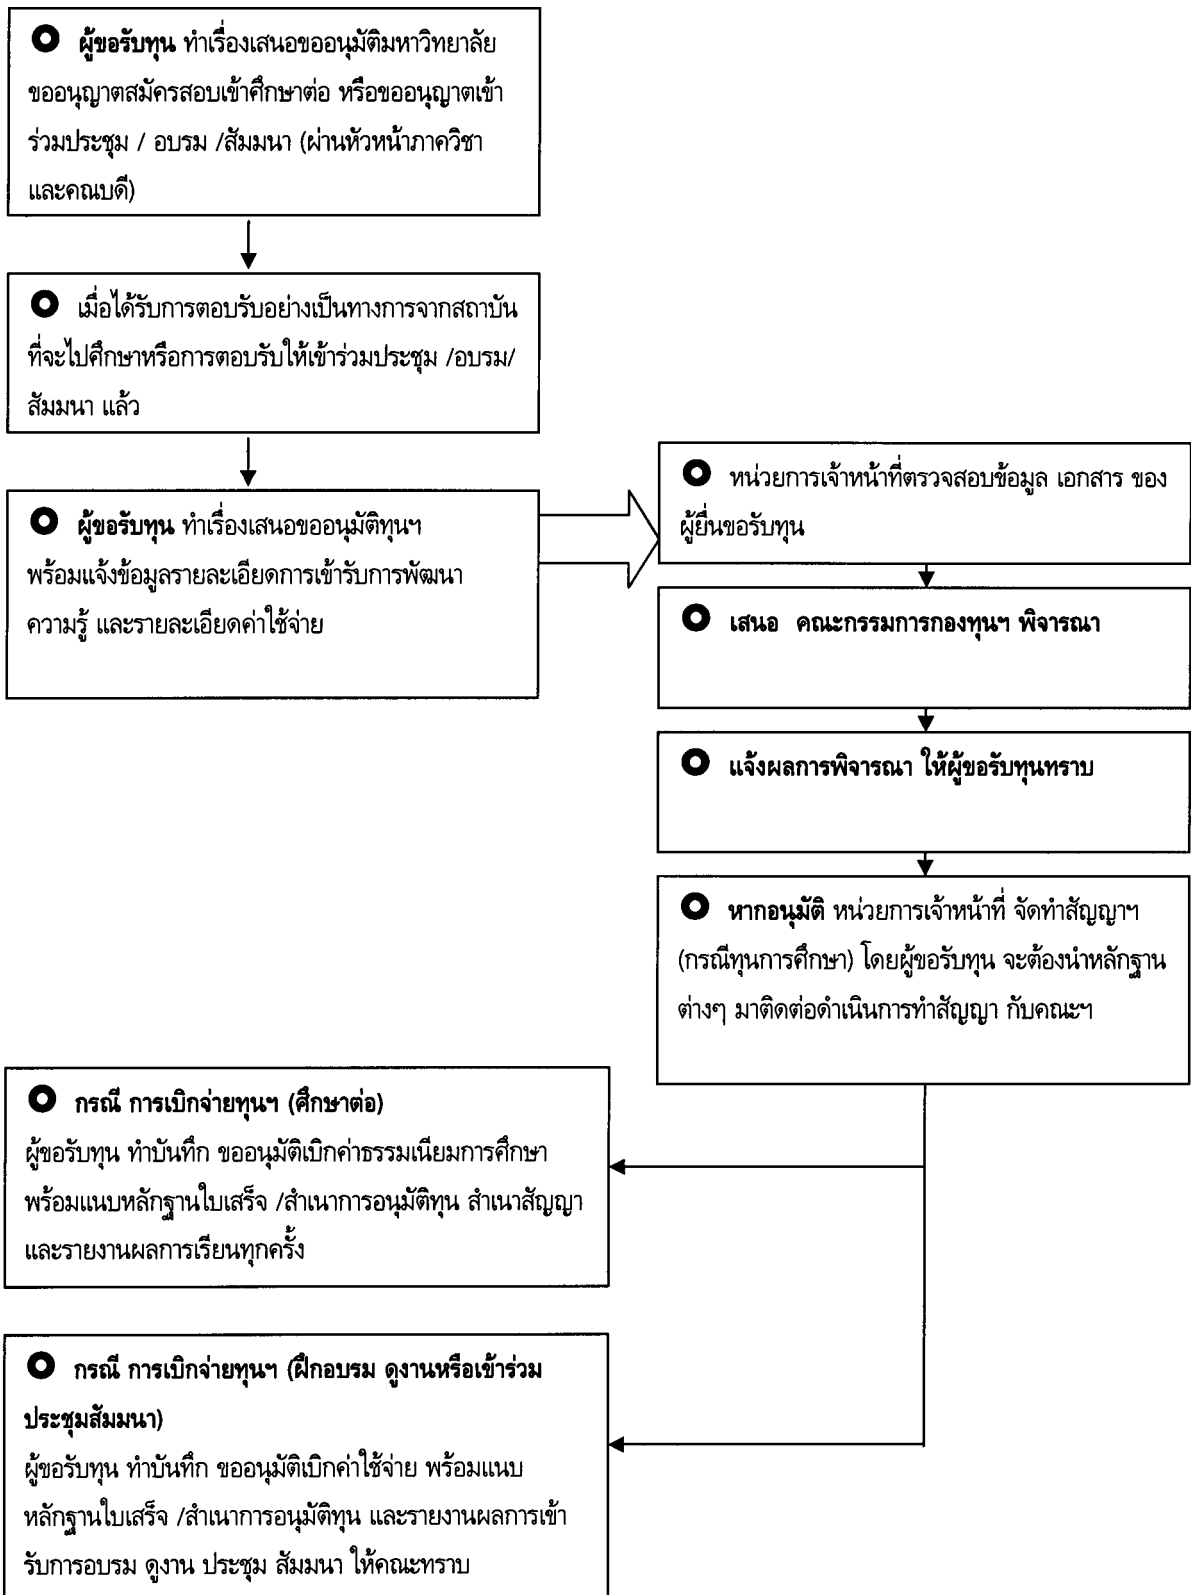 ผู้ขอรับทุน ทำเรื่องเสนอขออนุมัติมหาวิทยาลัย
ขออนุญาตสมัครสอบเข้าศึกษาต่อ หรือขออนุญาตเข้า
ร่วมประชุม / อบรม /สัมมนา (ผ่านหัวหน้าภาควิชา
และคณบดี)
เมื่อได้รับการตอบรับอย่างเป็นทางการจากสถาบัน
ที่จะไปศึกษาหรือการตอบรับให้เข้าร่วมประชุม /อบรม/
สัมมนา แล้ว
ผู้ขอรับทุน ทำเรื่องเสนอขออนุมัติทุนฯ
พร้อมแจ้งข้อมูลรายละเอียดการเข้ารับการพัฒนา
ความรู้ และรายละเอียดค่าใช้จ่าย
หน่วยการเจ้าหน้าที่ตรวจสอบข้อมูล เอกสาร ของ
ผู้ยื่นขอรับทุน
เสนอ คณะกรรมการกองทุนฯ พิจารณา
แจ้งผลการพิจารณา ให้ผู้ขอรับทุนทราบ
หากอนุมัติ หน่วยการเจ้าหน้าที่ จัดทำสัญญาฯ
(กรณีทุนการศึกษา) โดยผู้ขอรับทุน จะต้องนำหลักฐาน
ต่างๆ มาติดต่อดำเนินการทำสัญญา กับคณะฯ
กรณี การเบิกจ่ายทุนฯ (ศึกษาต่อ)
ผู้ขอรับทุน ทำบันทึก ขออนุมัติเบิกค่าธรรมเนียมการศึกษา
พร้อมแนบหลักฐานใบเสร็จ /สำเนาการอนุมัติทุน สำเนาสัญญา
และรายงานผลการเรียนทุกครั้ง
กรณี การเบิกจ่ายทุนฯ (ฝึกอบรม ดูงานหรือเข้าร่วม
ประชุมสัมมนา)
ผู้ขอรับทุน ทำบันทึก ขออนุมัติเบิกค่าใช้จ่าย พร้อมแนบ
หลักฐานใบเสร็จ /สำเนาการอนุมัติทุน และรายงานผลการเข้า
รับการอบรม ดูงาน ประชุม สัมมนา ให้คณะทราบ